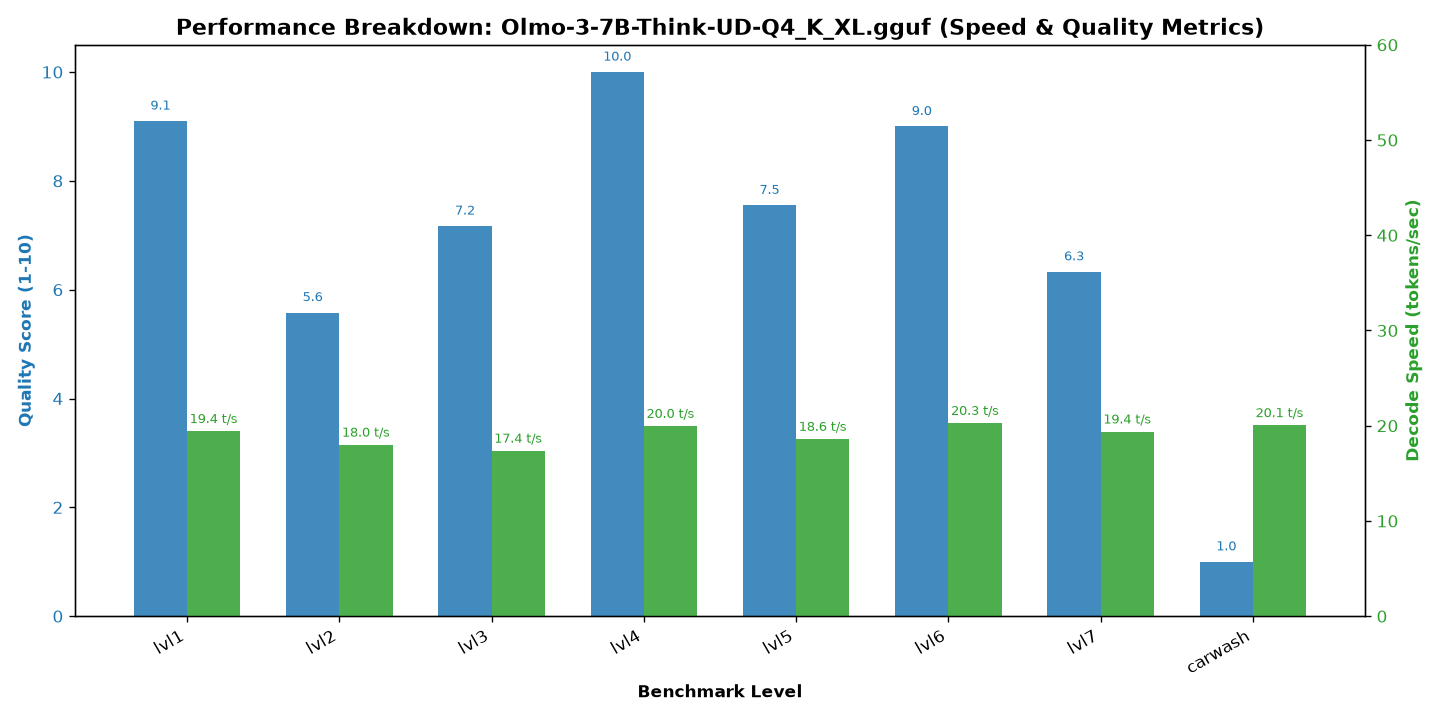 Performance Breakdown: Olmo-3-7B-Think-UD-Q4_K_XL.gguf (Speed & Quality Metrics)
Quality Score (1-10)
10
8
6
4
2
0
9.1
5.6
7.2
10.0
7.5
9.0
6.3
1.0
19.4 t/s
18.0 t/s
17.4 t/s
20.0 t/s
18.6 t/s
20.3 t/s
19.4 t/s
20.1 t/s
60
50
40
30
20
10
0
Decode Speed (tokens/sec)
lvl1
lvl2
lvl3
lvl4
lvl5
lvl6
lvl7
carwash
Benchmark Level